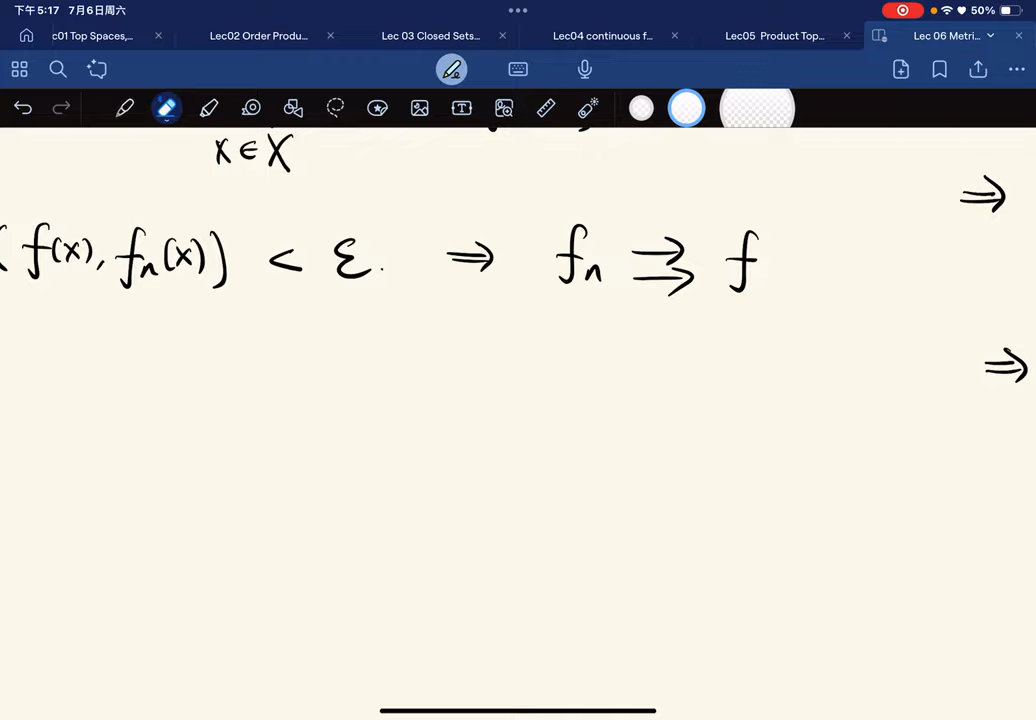 下午5:17 7月6日周六
50%
c01 Top Spaces,... Lec02 Order Produ... Lec 03 Closed Sets... Lec04 continuous f... Lec05 Product Top... Lec 06 Metri...
x ∈ X
⇒
( f(x), fₙ(x) ) < ε. ⇒ fₙ ⇉ f
⇒